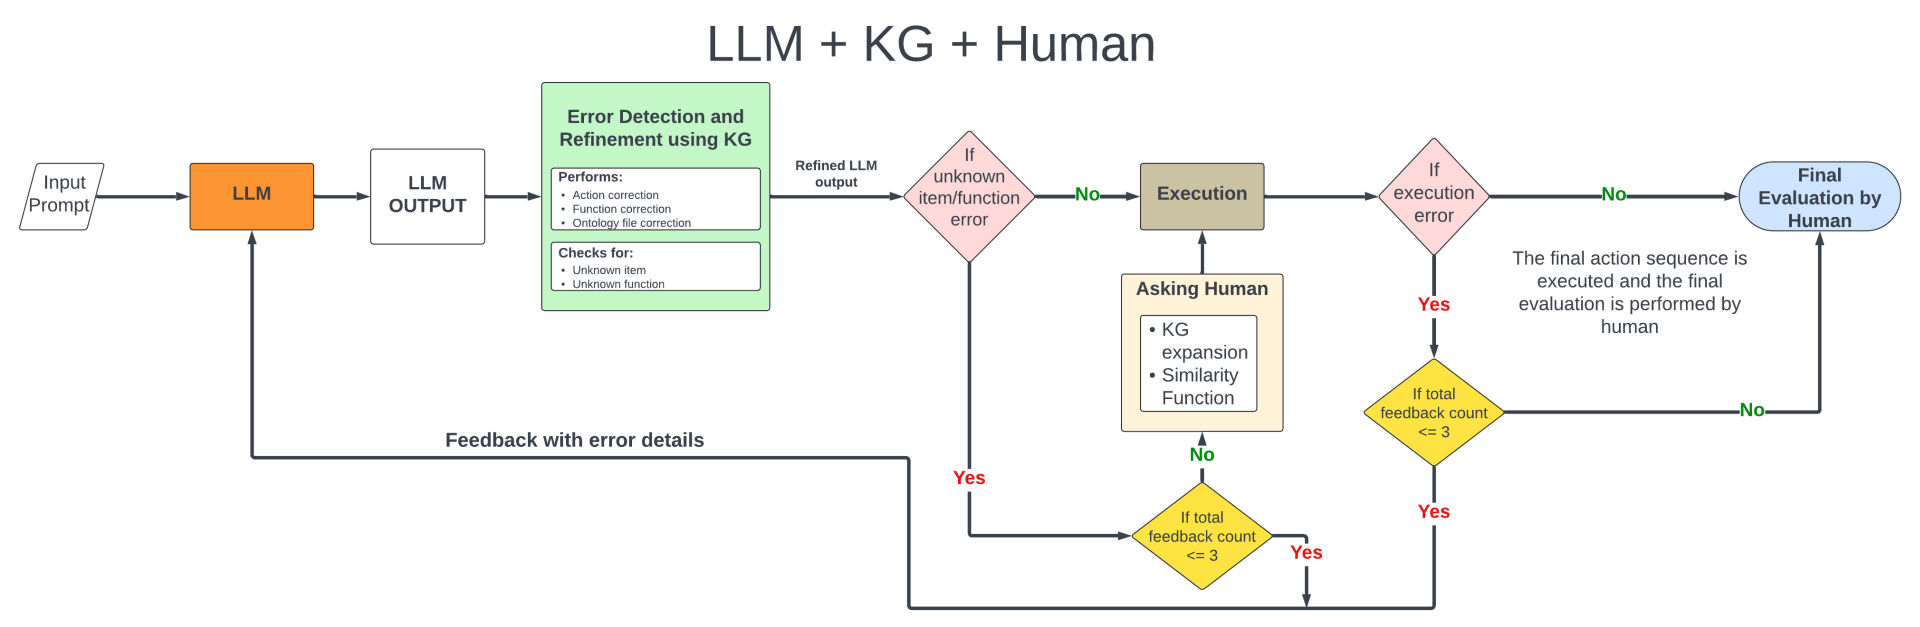 LLM + KG + Human
Input
Prompt
LLM
LLM
OUTPUT
Error Detection and
Refinement using KG
Performs:
• Action correction
• Function correction
• Ontology file correction
Checks for:
• Unknown item
• Unknown function
Refined LLM
output
If
unknown
item/function
error
No
Execution
If
execution
error
No
Final
Evaluation by
Human
The final action sequence is
executed and the final
evaluation is performed by
human
Asking Human
• KG
expansion
• Similarity
Function
Yes
If total
feedback count
<= 3
No
Feedback with error details
No
Yes
Yes
If total
feedback count
<= 3
Yes